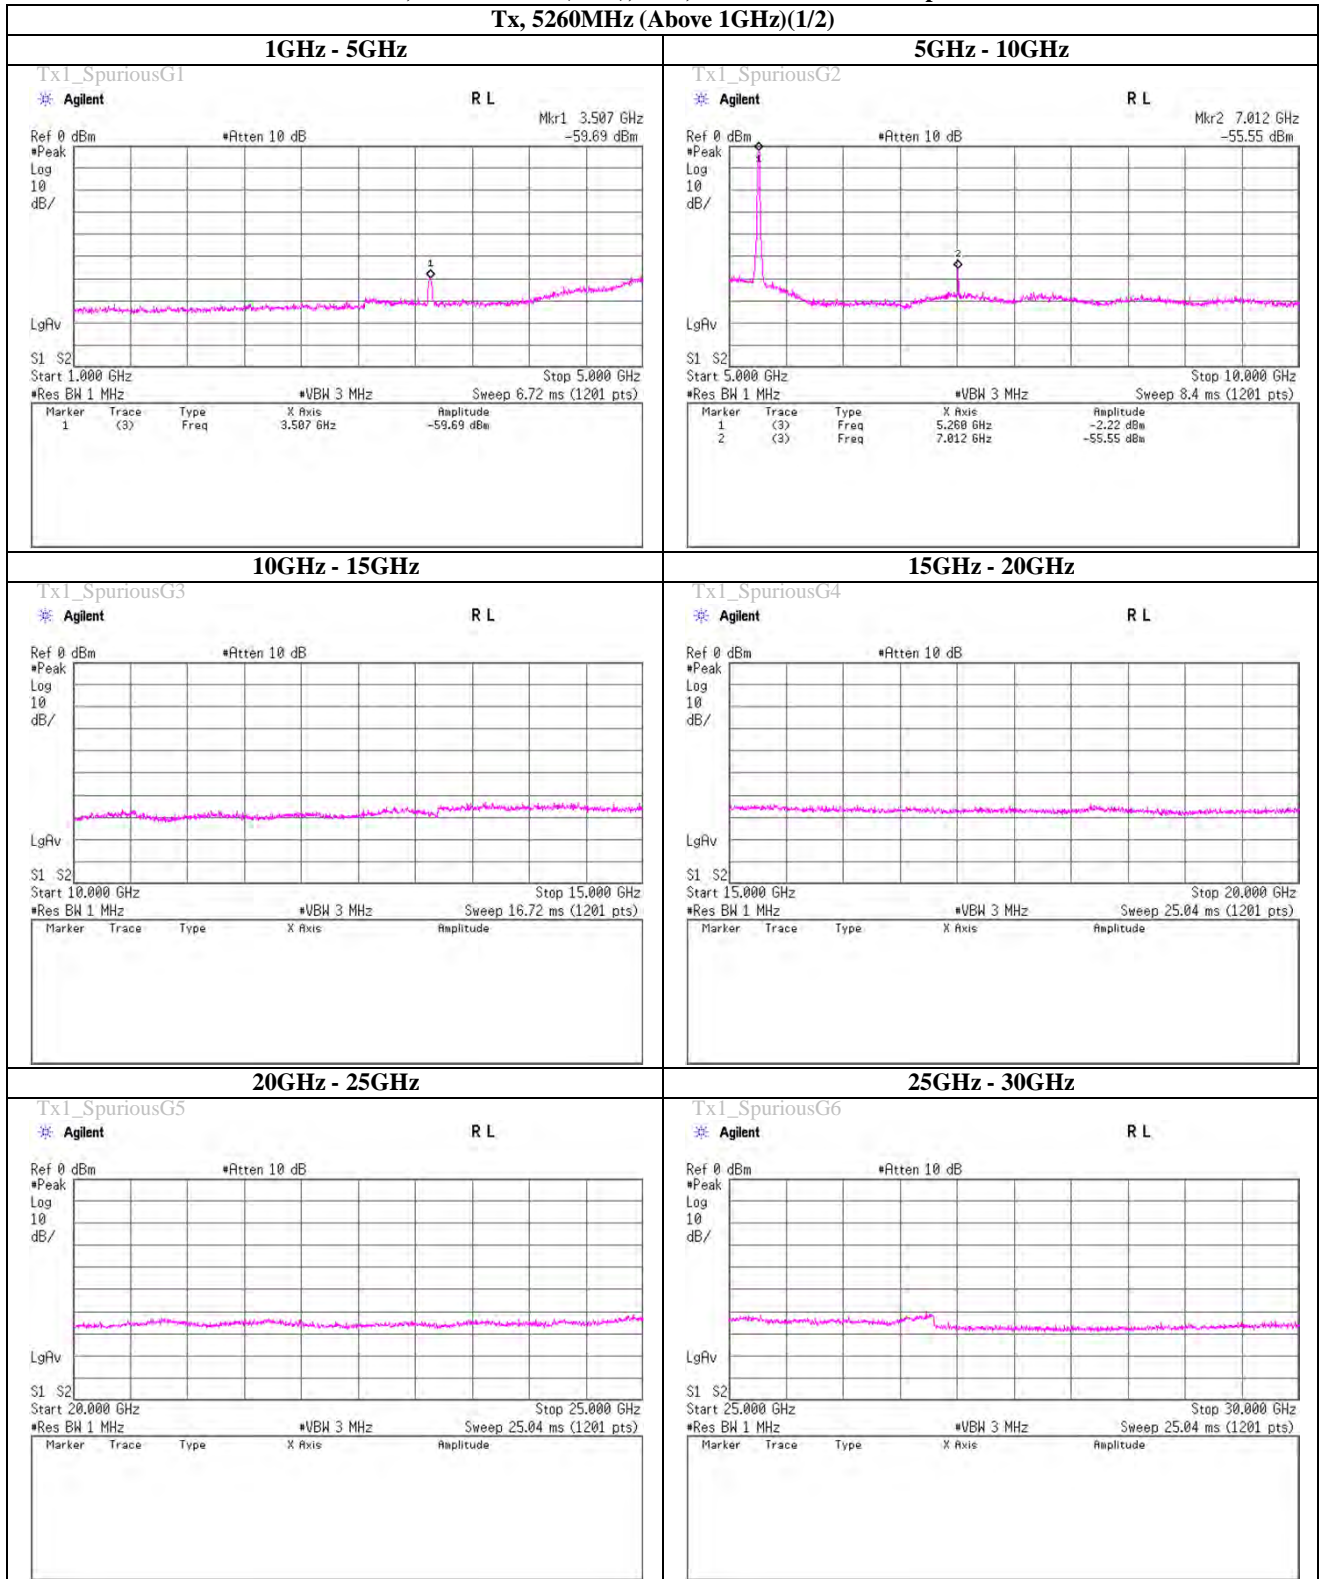 Tx, 5260MHz (Above 1GHz)(1/2)
1GHz - 5GHz
5GHz - 10GHz
Tx1_SpuriousG1
Agilent
R L
Mkr1 3.507 GHz
Ref 0 dBm
#Atten 10 dB
-59.69 dBm
#Peak
Log
10
dB/
1
LgAv
S1 S2
Start 1.000 GHz
Stop 5.000 GHz
#Res BW 1 MHz
#VBW 3 MHz
Sweep 6.72 ms (1201 pts)
Marker Trace Type X Axis Amplitude
1 (3) Freq 3.507 GHz -59.69 dBm
Tx1_SpuriousG2
Agilent
R L
Mkr2 7.012 GHz
Ref 0 dBm
#Atten 10 dB
-55.55 dBm
#Peak
Log
10
dB/
1
2
LgAv
S1 S2
Start 5.000 GHz
Stop 10.000 GHz
#Res BW 1 MHz
#VBW 3 MHz
Sweep 8.4 ms (1201 pts)
Marker Trace Type X Axis Amplitude
1 (3) Freq 5.260 GHz -2.22 dBm
2 (3) Freq 7.012 GHz -55.55 dBm
10GHz - 15GHz
15GHz - 20GHz
Tx1_SpuriousG3
Agilent
R L
Ref 0 dBm
#Atten 10 dB
#Peak
Log
10
dB/
LgAv
S1 S2
Start 10.000 GHz
Stop 15.000 GHz
#Res BW 1 MHz
#VBW 3 MHz
Sweep 16.72 ms (1201 pts)
Marker Trace Type X Axis Amplitude
Tx1_SpuriousG4
Agilent
R L
Ref 0 dBm
#Atten 10 dB
#Peak
Log
10
dB/
LgAv
S1 S2
Start 15.000 GHz
Stop 20.000 GHz
#Res BW 1 MHz
#VBW 3 MHz
Sweep 25.04 ms (1201 pts)
Marker Trace Type X Axis Amplitude
20GHz - 25GHz
25GHz - 30GHz
Tx1_SpuriousG5
Agilent
R L
Ref 0 dBm
#Atten 10 dB
#Peak
Log
10
dB/
LgAv
S1 S2
Start 20.000 GHz
Stop 25.000 GHz
#Res BW 1 MHz
#VBW 3 MHz
Sweep 25.04 ms (1201 pts)
Marker Trace Type X Axis Amplitude
Tx1_SpuriousG6
Agilent
R L
Ref 0 dBm
#Atten 10 dB
#Peak
Log
10
dB/
LgAv
S1 S2
Start 25.000 GHz
Stop 30.000 GHz
#Res BW 1 MHz
#VBW 3 MHz
Sweep 25.04 ms (1201 pts)
Marker Trace Type X Axis Amplitude